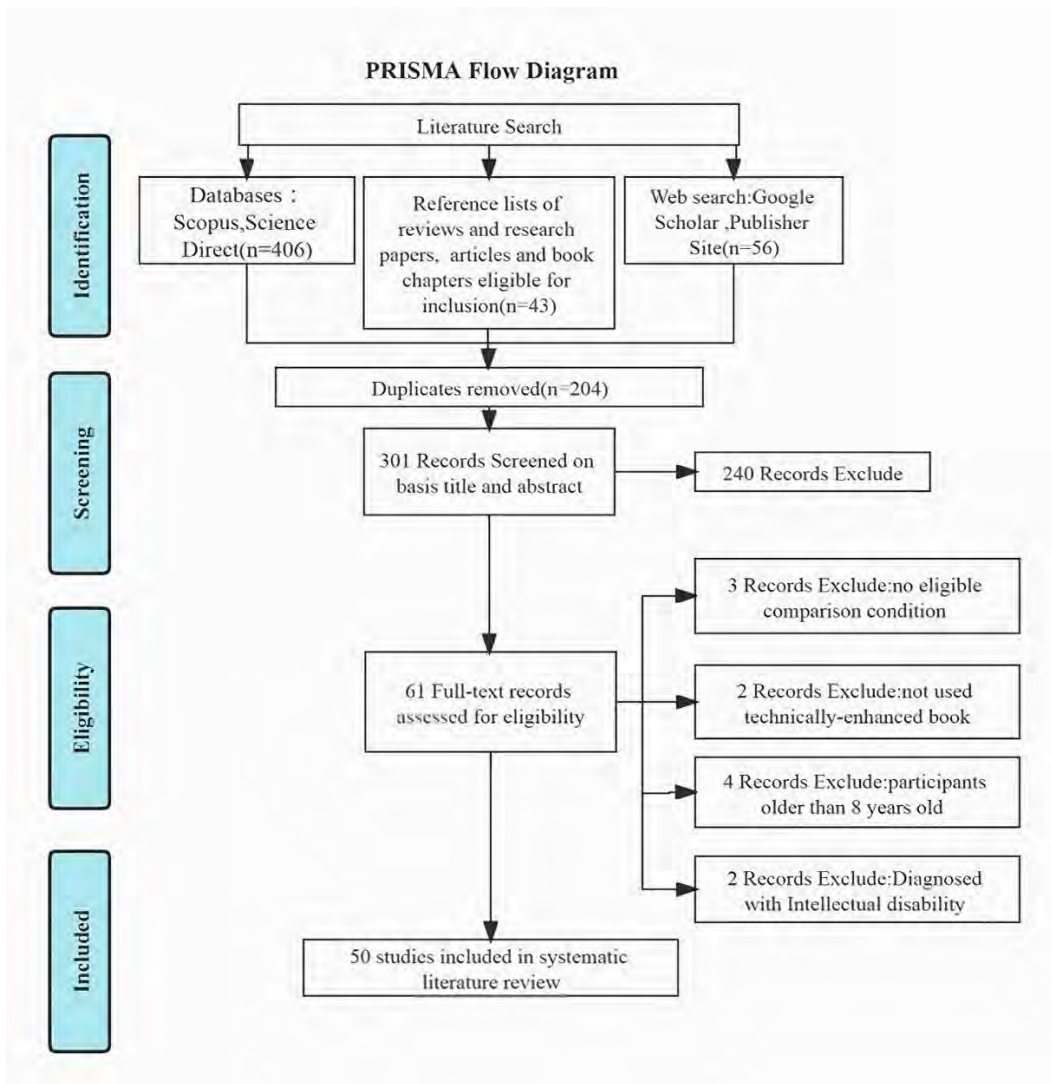 PRISMA Flow Diagram
Literature Search
Identification
Databases：
Scopus,Science
Direct(n=406)
Reference lists of
reviews and research
papers, articles and book
chapters eligible for
inclusion(n=43)
Web search:Google
Scholar ,Publisher
Site(n=56)
Duplicates removed(n=204)
Screening
301 Records Screened on
basis title and abstract
240 Records Exclude
Eligibility
61 Full-text records
assessed for eligibility
3 Records Exclude:no eligible
comparison condition
2 Records Exclude:not used
technically-enhanced book
4 Records Exclude:participants
older than 8 years old
2 Records Exclude:Diagnosed
with Intellectual disability
Included
50 studies included in systematic
literature review